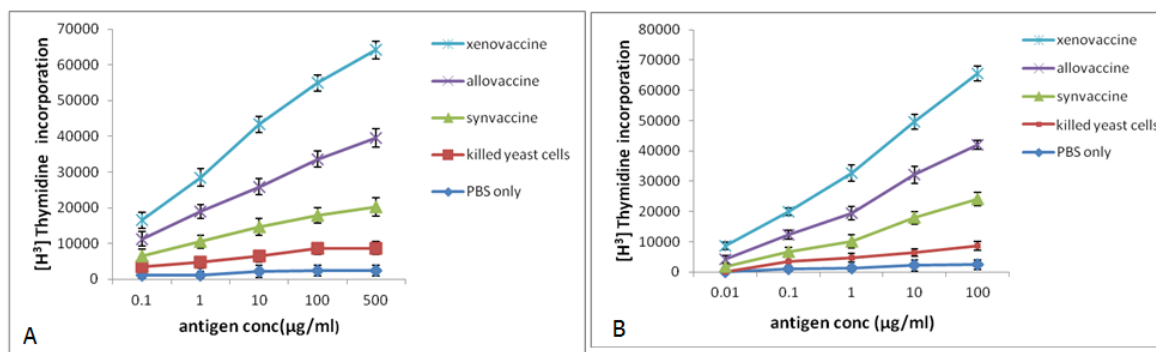 70000
60000
50000
40000
30000
20000
10000
0
[H³] Thymidine incorporation
0.1 1 10 100 500
antigen conc(µg/ml)
xenovaccine
allovaccine
synvaccine
killed yeast cells
PBS only
A
80000
70000
60000
50000
40000
30000
20000
10000
0
[H³] Thymidine incorporation
0.01 0.1 1 10 100
antigen conc (µg/ml)
xenovaccine
allovaccine
synvaccine
killed yeast cells
PBS only
B